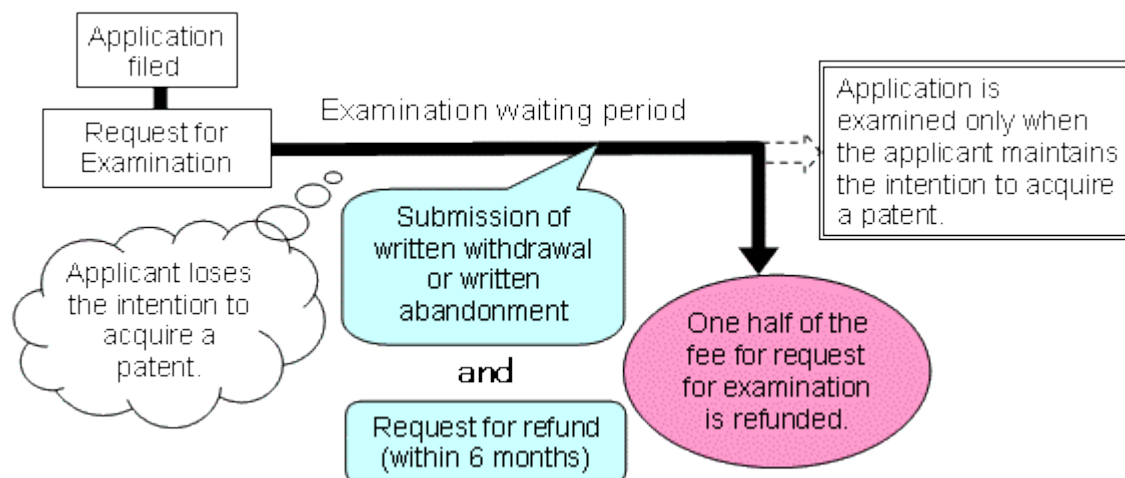 Application
filed
Request for
Examination
Examination waiting period
Application is
examined only when
the applicant maintains
the intention to acquire
a patent.
Applicant loses
the intention to
acquire a
patent.
Submission of
written withdrawal
or written
abandonment
and
Request for refund
(within 6 months)
One half of the
fee for request
for examination
is refunded.